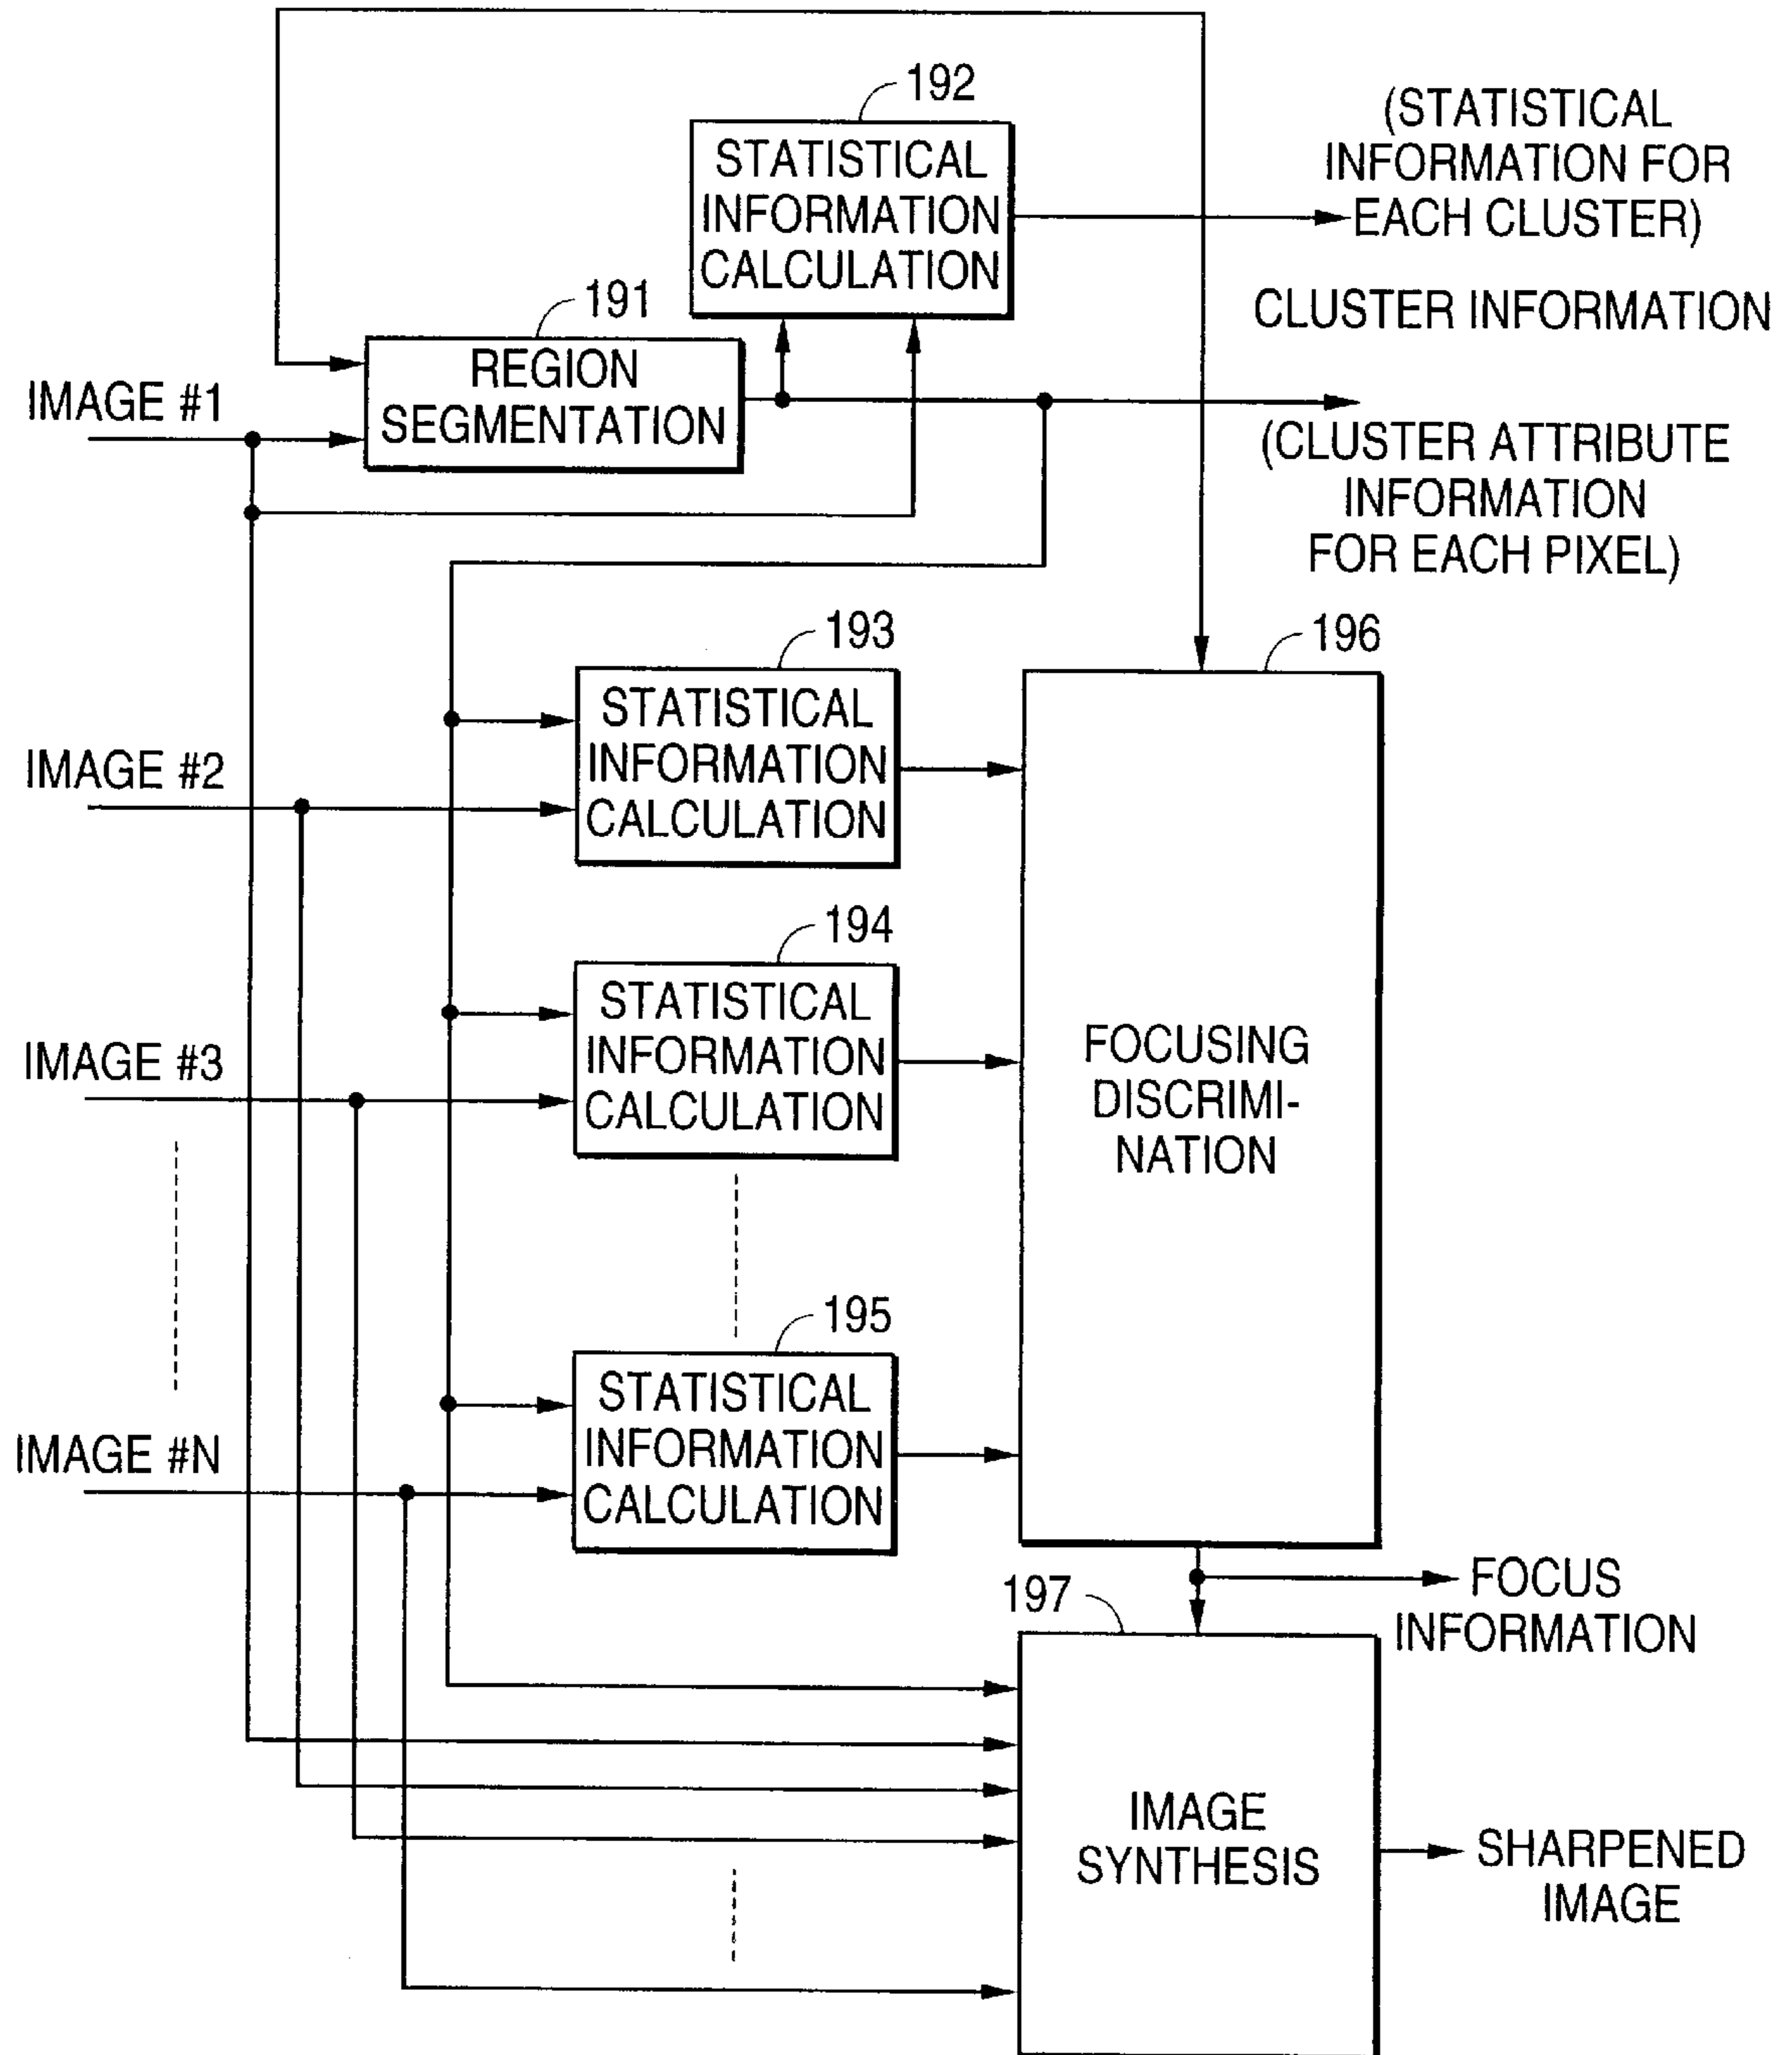 192
(STATISTICAL
INFORMATION FOR
EACH CLUSTER)
STATISTICAL
INFORMATION
CALCULATION
CLUSTER INFORMATION
191
REGION
SEGMENTATION
IMAGE #1
(CLUSTER ATTRIBUTE
INFORMATION
FOR EACH PIXEL)
193
196
STATISTICAL
INFORMATION
CALCULATION
IMAGE #2
194
STATISTICAL
INFORMATION
CALCULATION
IMAGE #3
FOCUSING
DISCRIMI-
NATION
195
STATISTICAL
INFORMATION
CALCULATION
IMAGE #N
FOCUS
INFORMATION
197
IMAGE
SYNTHESIS
SHARPENED
IMAGE